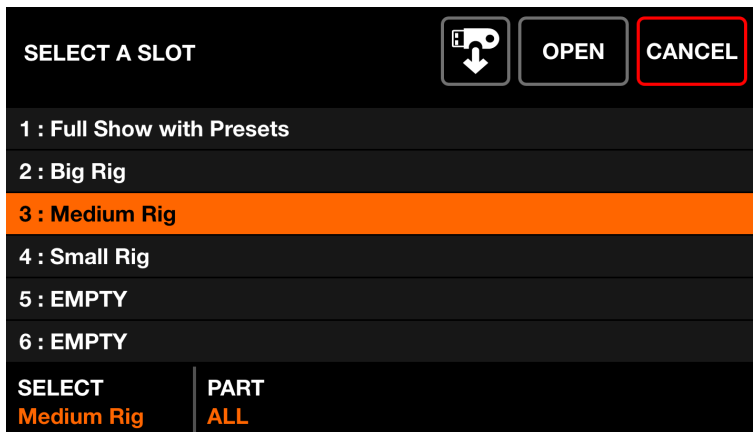 SELECT A SLOT
OPEN
CANCEL
1 : Full Show with Presets
2 : Big Rig
3 : Medium Rig
4 : Small Rig
5 : EMPTY
6 : EMPTY
SELECT
Medium Rig
PART
ALL